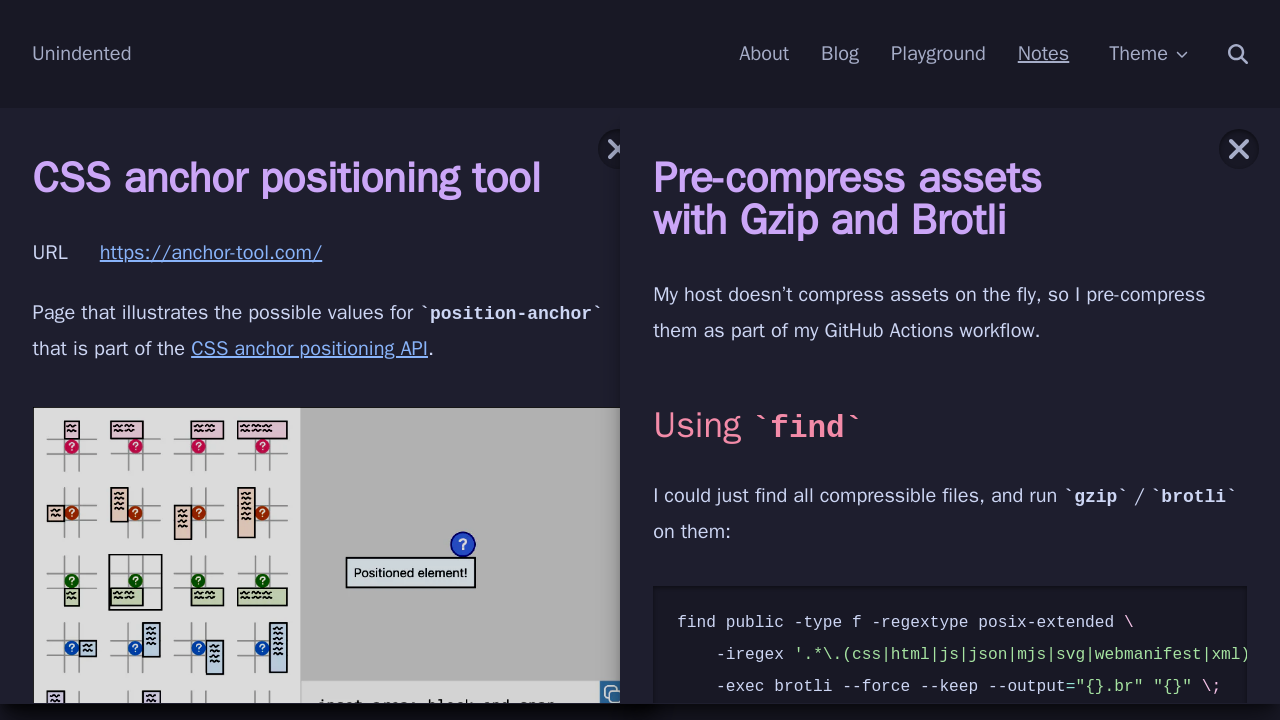 Unindented
About
Blog
Playground
Notes
Theme
CSS anchor positioning tool
URL
https://anchor-tool.com/
Page that illustrates the possible values for `position-anchor`
that is part of the CSS anchor positioning API.
Positioned element!
Pre-compress assets
with Gzip and Brotli
My host doesn’t compress assets on the fly, so I pre-compress
them as part of my GitHub Actions workflow.
Using `find`
I could just find all compressible files, and run `gzip` / `brotli`
on them:
find public -type f -regextype posix-extended \
-iregex '.*\.(css|html|js|json|mjs|svg|webmanifest|xml)
-exec brotli --force --keep --output="{}.br" "{}" \;